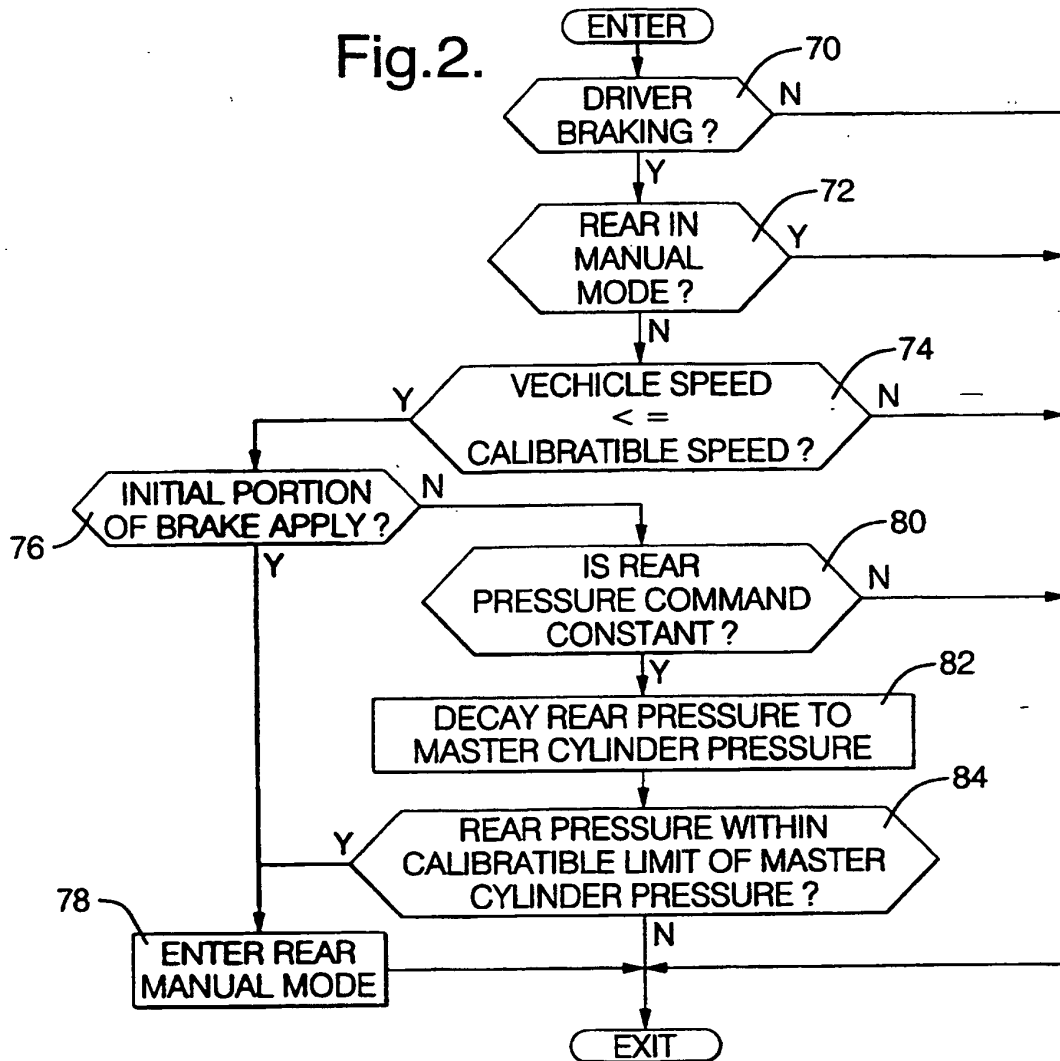 Fig.2.
ENTER
70
DRIVER
BRAKING ?
N
Y
72
REAR IN
MANUAL
MODE ?
Y
N
74
VECHICLE SPEED
< =
CALIBRATIBLE SPEED ?
Y
N
INITIAL PORTION
OF BRAKE APPLY ?
N
76
Y
80
IS REAR
PRESSURE COMMAND
CONSTANT ?
N
Y
82
DECAY REAR PRESSURE TO
MASTER CYLINDER PRESSURE
84
REAR PRESSURE WITHIN
CALIBRATIBLE LIMIT OF MASTER
CYLINDER PRESSURE ?
Y
N
78
ENTER REAR
MANUAL MODE
EXIT